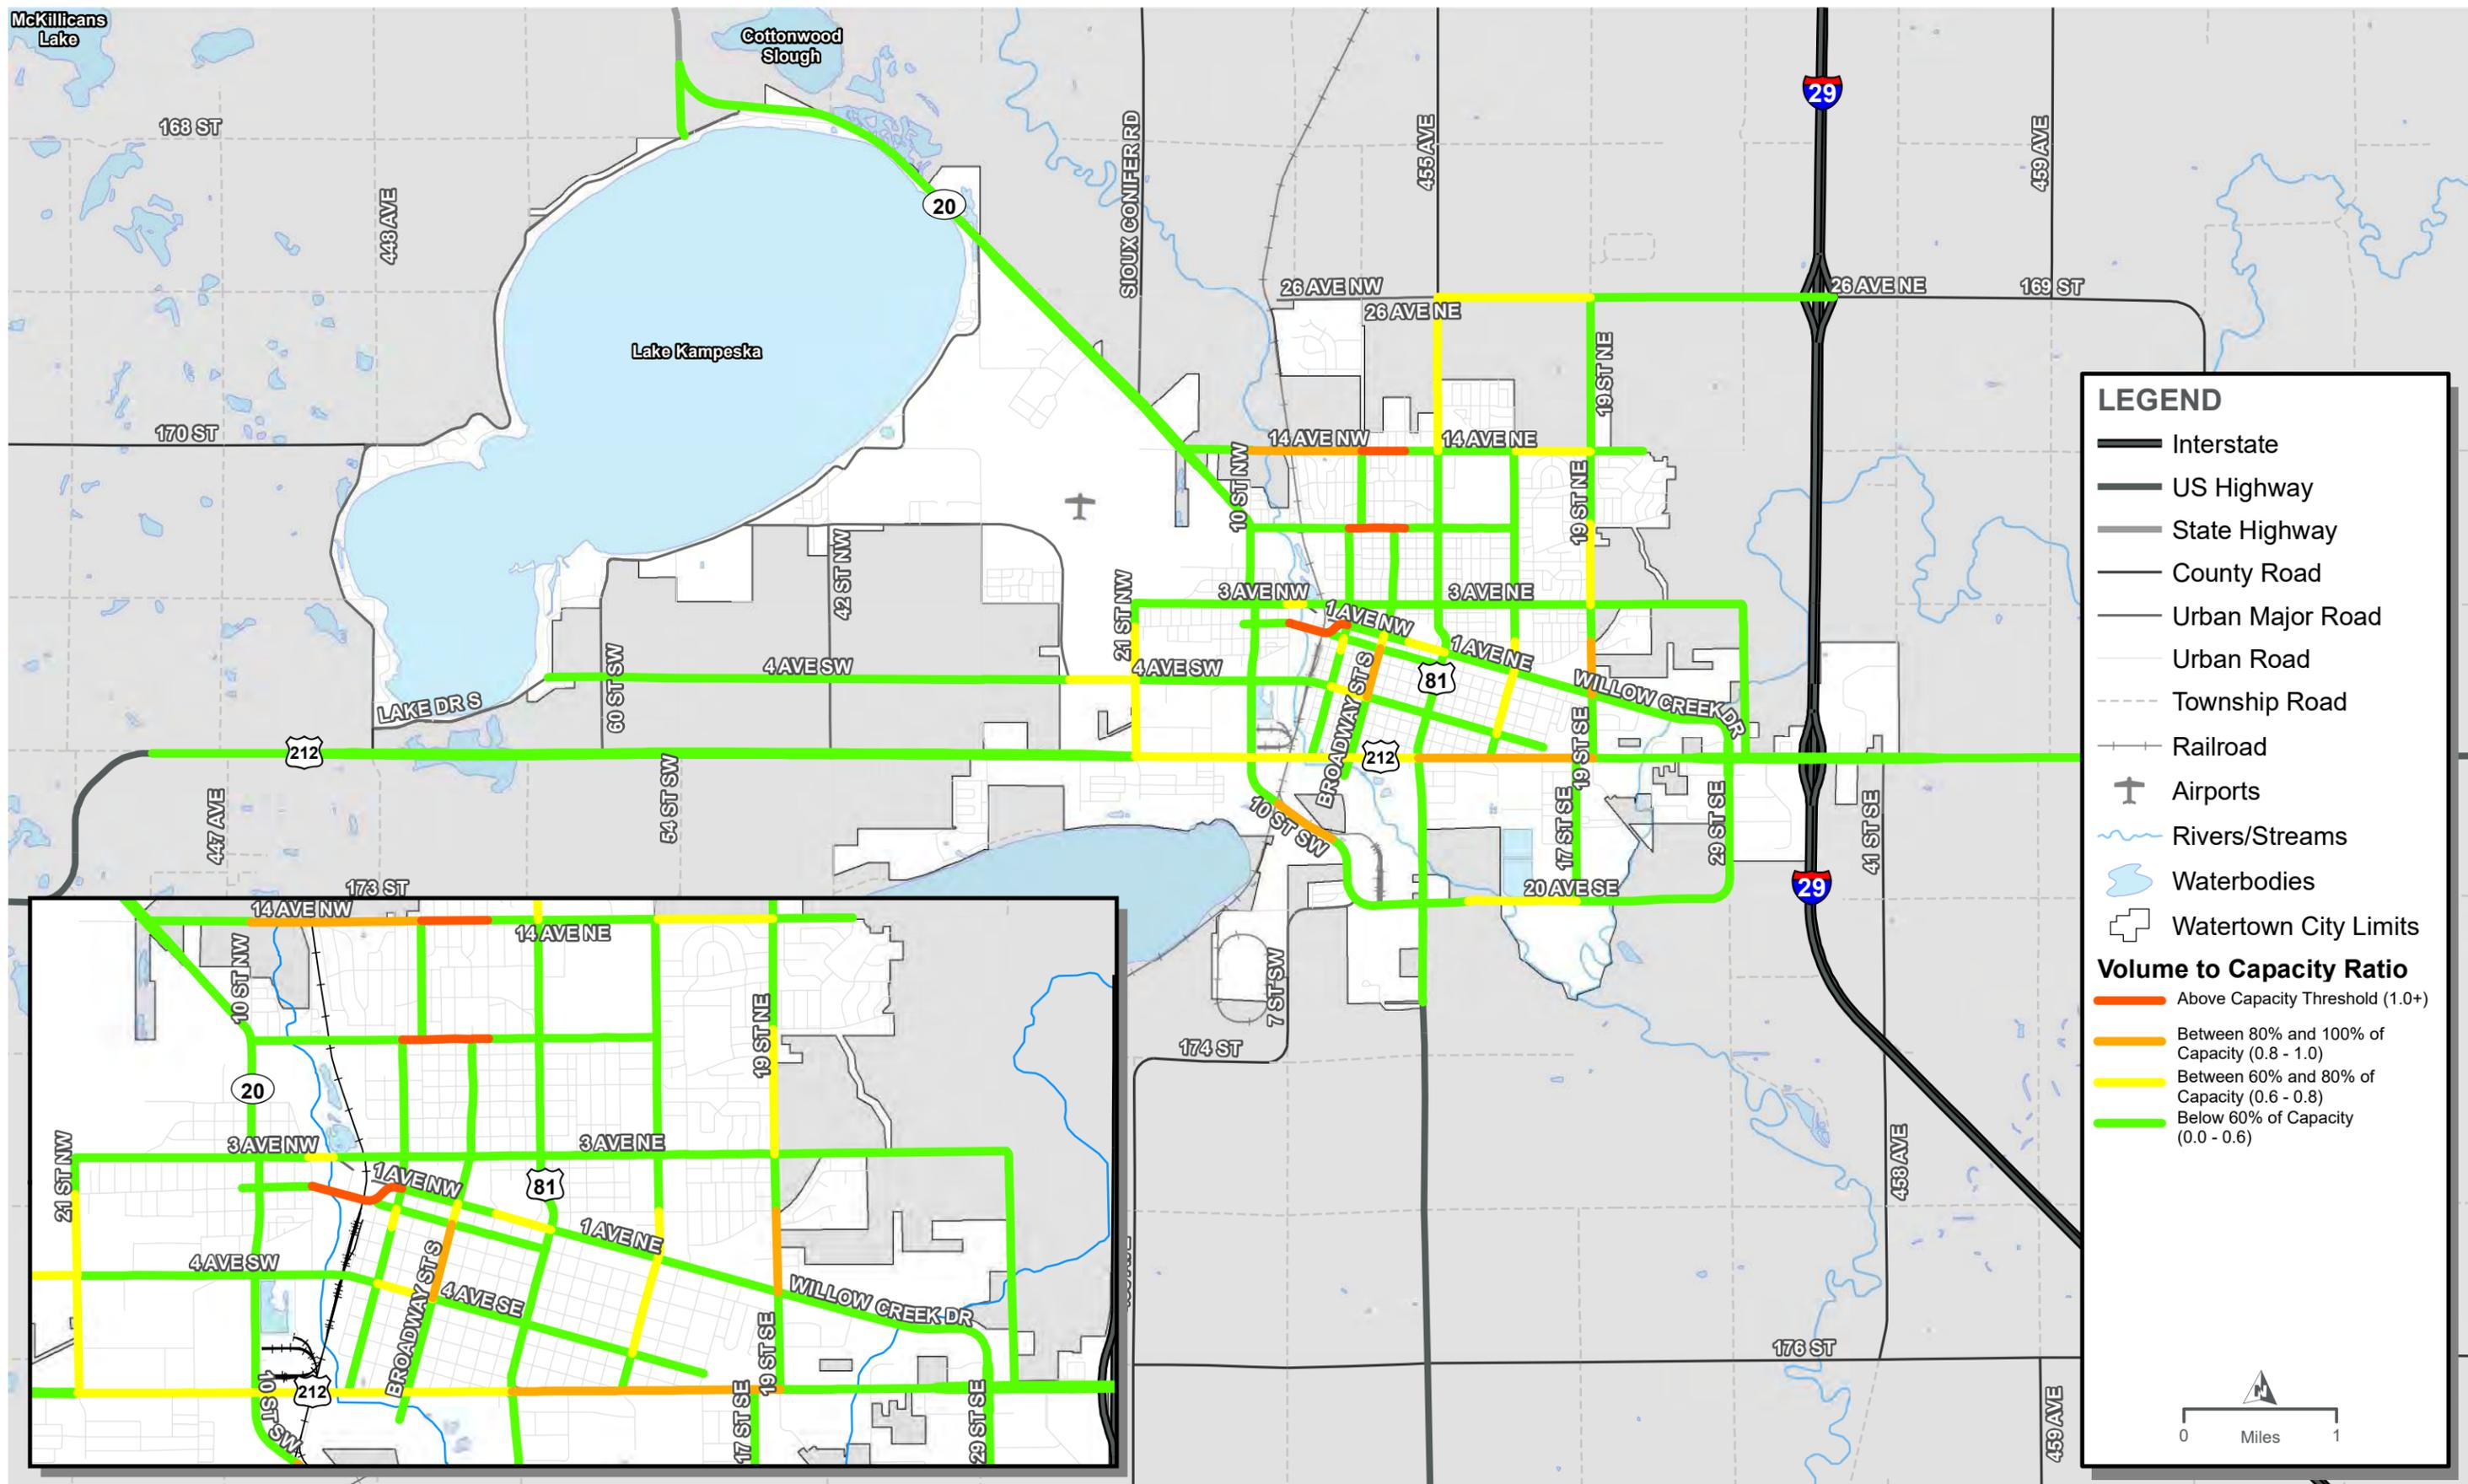 McKillicans
Lake
Cottonwood
Slough
29
168 ST
SIOUX CONIFER RD
455 AVE
459 AVE
448 AVE
20
26 AVE NW
26 AVE NE
169 ST
26 AVE NE
Lake Kampeska
19 ST NE
170 ST
14 AVE NW
14 AVE NE
10 ST NW
19 ST NE
42 ST NW
21 ST NW
3 AVE NW
3 AVE NE
1 AVE NW
1 AVE NE
60 ST SW
4 AVE SW
4 AVE SW
BROADWAY ST S
81
WILLOW CREEK DR
LAKE DR S
212
212
19 ST SE
447 AVE
54 ST SW
10 ST SW
17 ST SE
29 ST SE
41 ST SE
173 ST
20 AVE SE
29
7 ST SW
174 ST
458 AVE
176 ST
459 AVE
14 AVE NW
14 AVE NE
10 ST NW
19 ST NE
20
3 AVE NW
3 AVE NE
21 ST NW
1 AVE NW
81
1 AVE NE
4 AVE SW
BROADWAY ST S
4 AVE SE
WILLOW CREEK DR
19 ST SE
212
10 ST SW
17 ST SE
29 ST SE
LEGEND
Interstate
US Highway
State Highway
County Road
Urban Major Road
Urban Road
Township Road
Railroad
Airports
Rivers/Streams
Waterbodies
Watertown City Limits
Volume to Capacity Ratio
Above Capacity Threshold (1.0+)
Between 80% and 100% of
Capacity (0.8 - 1.0)
Between 60% and 80% of
Capacity (0.6 - 0.8)
Below 60% of Capacity
(0.0 - 0.6)
N
0 Miles 1